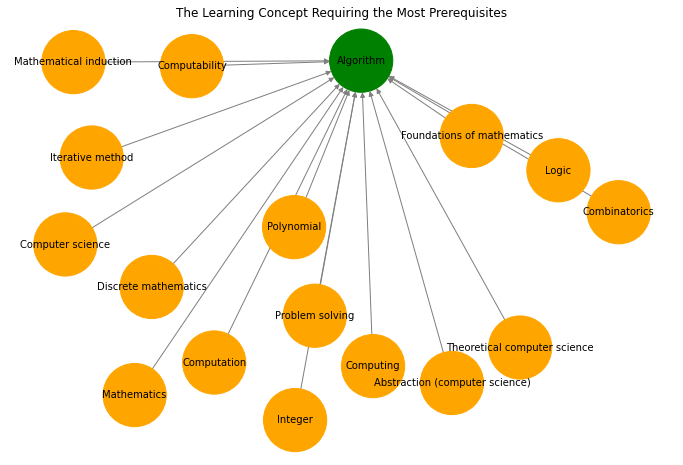 The Learning Concept Requiring the Most Prerequisites
Mathematical induction
Computability
Algorithm
Foundations of mathematics
Iterative method
Logic
Combinatorics
Polynomial
Computer science
Discrete mathematics
Problem solving
Theoretical computer science
Computation
Computing
Abstraction (computer science)
Mathematics
Integer